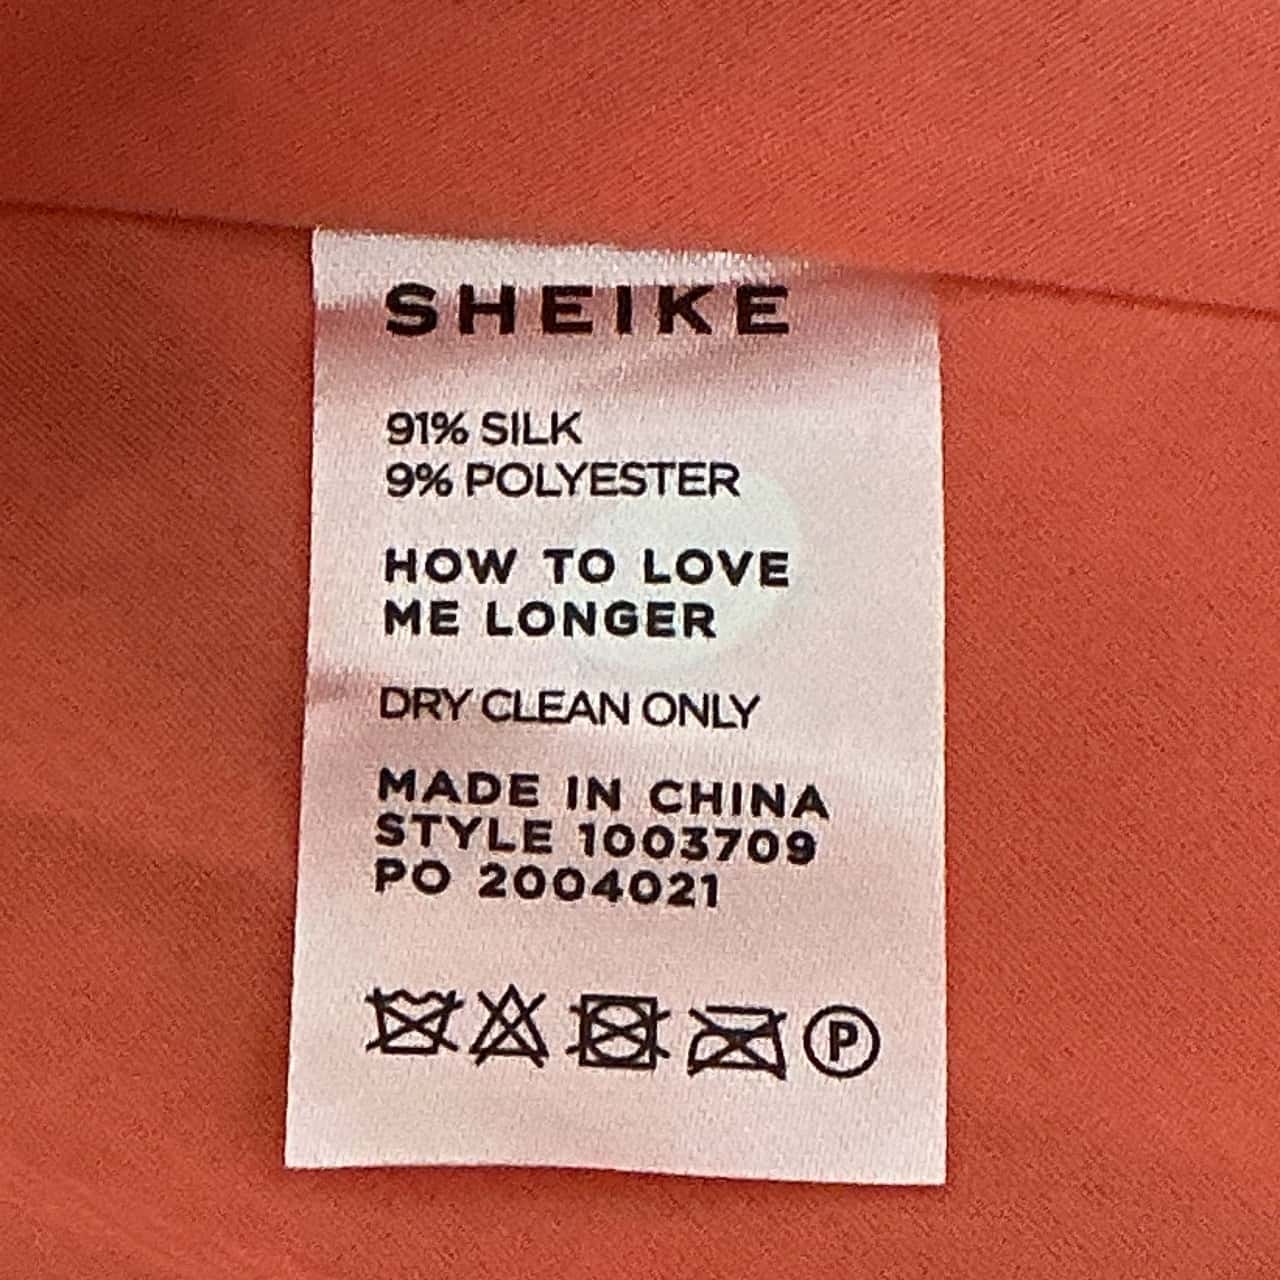 SHEIKE
91% SILK
9% POLYESTER
HOW TO LOVE
ME LONGER
DRY CLEAN ONLY
MADE IN CHINA
STYLE 1003709
PO 2004021
P